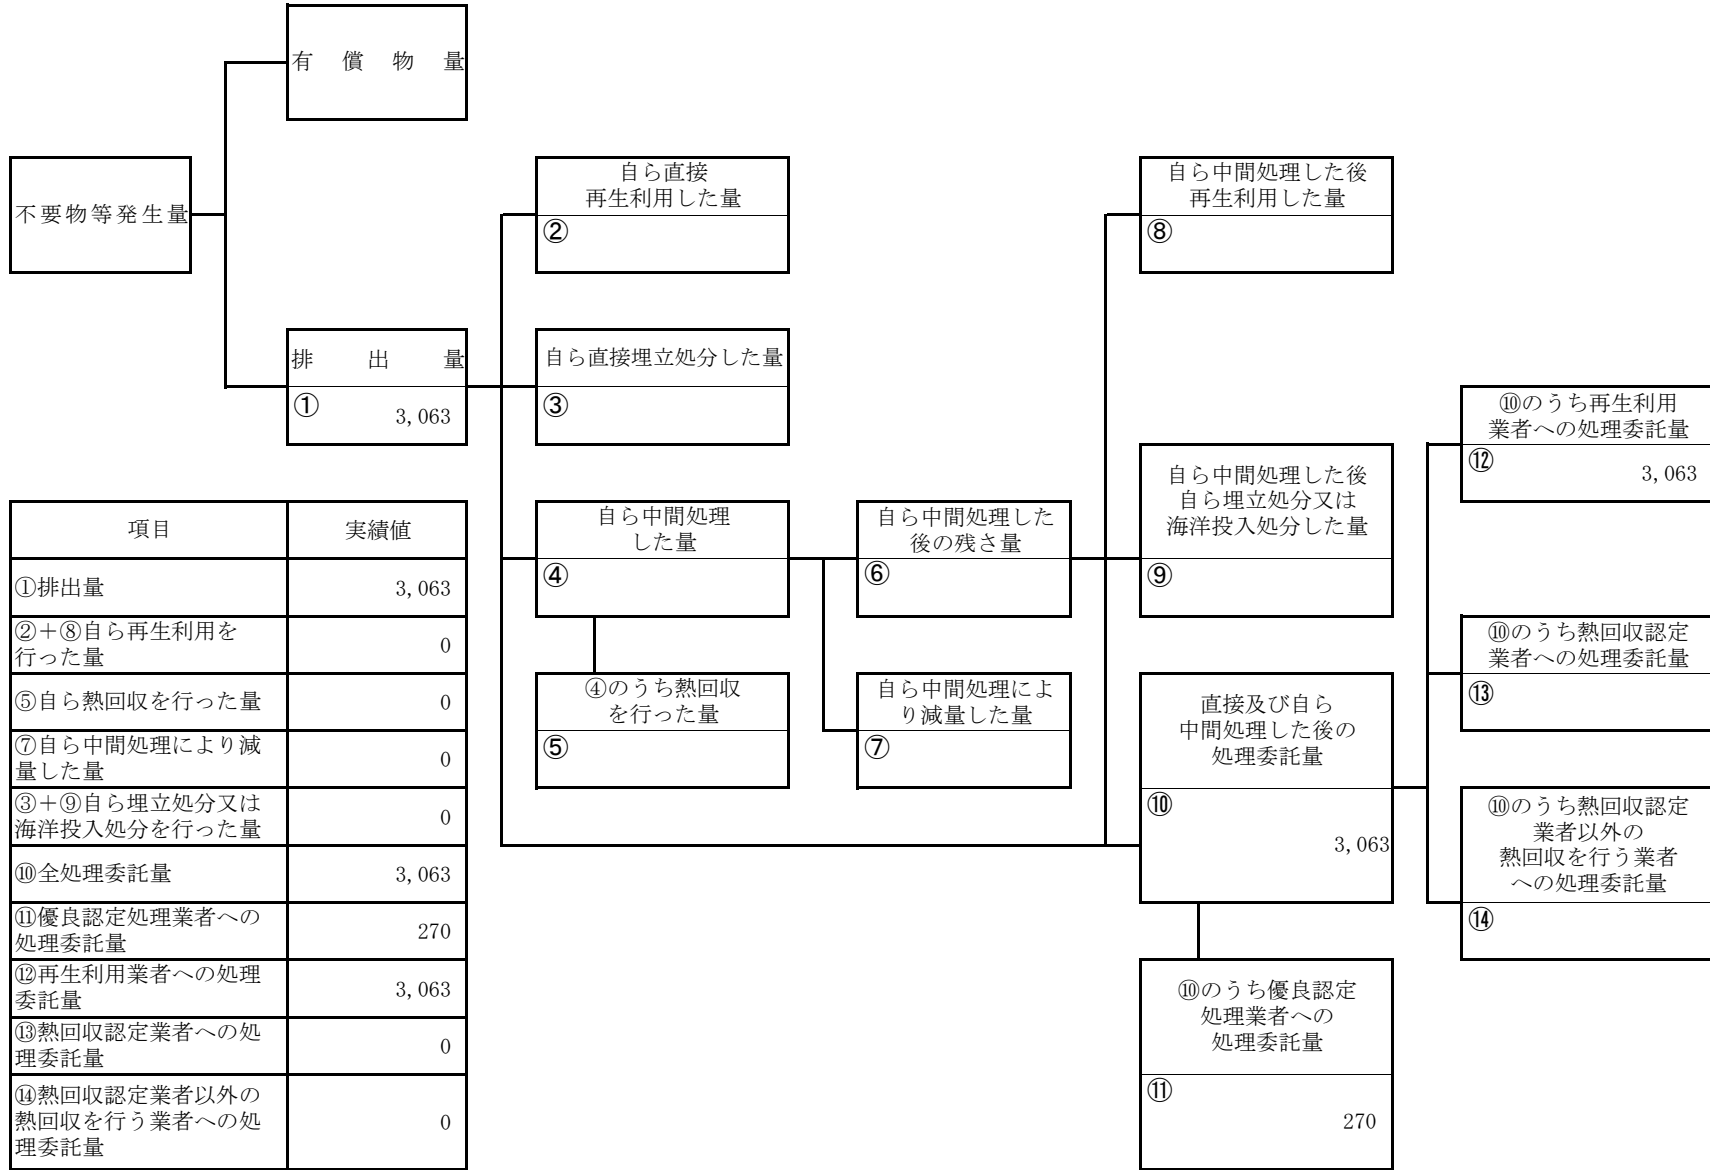 有償物量
不要物等発生量
自ら直接
再生利用した量
②
自ら中間処理した後
再生利用した量
⑧
排出量
①
3,063
自ら直接埋立処分した量
③
⑩のうち再生利用
業者への処理委託量
⑫
3,063
自ら中間処理
した量
④
自ら中間処理した
後の残さ量
⑥
自ら中間処理した後
自ら埋立処分又は
海洋投入処分した量
⑨
⑩のうち熱回収認定
業者への処理委託量
⑬
④のうち熱回収
を行った量
⑤
自ら中間処理によ
り減量した量
⑦
直接及び自ら
中間処理した後の
処理委託量
⑩
3,063
⑩のうち熱回収認定
業者以外の
熱回収を行う業者
への処理委託量
⑭
⑩のうち優良認定
処理業者への
処理委託量
⑪
270
項目 実績値
①排出量 3,063
②＋⑧自ら再生利用を
行った量 0
⑤自ら熱回収を行った量 0
⑦自ら中間処理により減
量した量 0
③＋⑨自ら埋立処分又は
海洋投入処分を行った量 0
⑩全処理委託量 3,063
⑪優良認定処理業者への
処理委託量 270
⑫再生利用業者への処理
委託量 3,063
⑬熱回収認定業者への処
理委託量 0
⑭熱回収認定業者以外の
熱回収を行う業者への処
理委託量 0